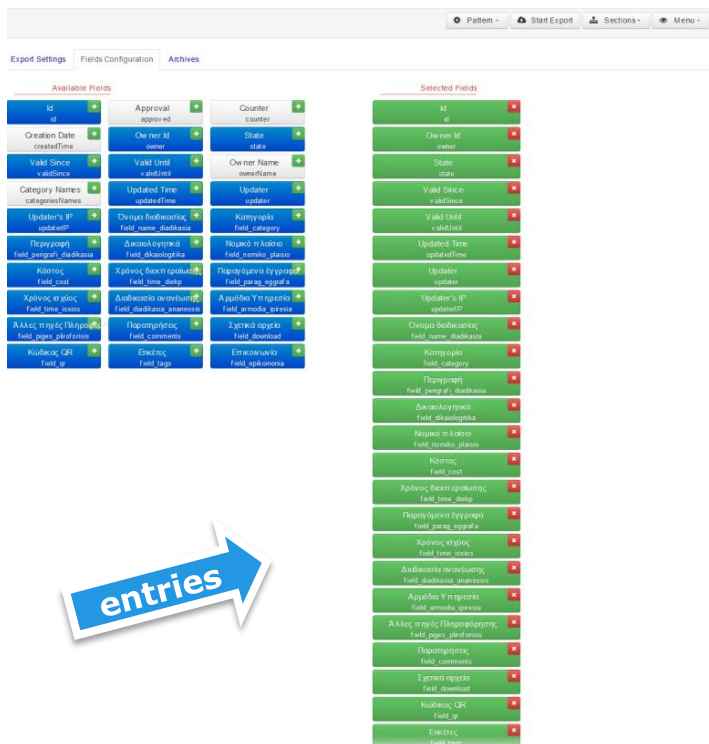 Pattern
Start Export
Sections
Menu
Export Settings
Fields Configuration
Archives
Available Fields
Id
id
Approval
approved
Counter
counter
Creation Date
createdTime
Owner Id
owner
State
state
Valid Since
validSince
Valid Until
validUntil
Owner Name
ownerName
Category Names
categoriesNames
Updated Time
updatedTime
Updater
updater
Updater's IP
updaterIP
Όνομα διαδικασίας
field_name_diadikasia
Κατηγορία
field_category
Περιγραφή
field_perigrafi_diadikasia
Δικαιολογητικά
field_dikaiologitika
Νομικό πλαίσιο
field_nomiko_plaisio
Κόστος
field_cost
Χρόνος διεκπεραίωσης
field_time_diekp
Παραγόμενα έγγραφα
field_parag_eggrafa
Χρόνος ισχύος
field_time_isxios
Διαδικασία ανανέωσης
field_diadikasia_ananeosis
Αρμόδια Υπηρεσία
field_armodia_ipiresia
Άλλες πηγές Πληροφόρ
field_piges_pliroforisis
Παρατηρήσεις
field_comments
Σχετικά αρχεία
field_download
Κώδικας QR
field_qr
Ετικέτες
field_tags
Επικοινωνία
field_epikoinonia
entries
Selected Fields
Id
id
Owner Id
owner
State
state
Valid Since
validSince
Valid Until
validUntil
Updated Time
updatedTime
Updater
updater
Updater's IP
updaterIP
Όνομα διαδικασίας
field_name_diadikasia
Κατηγορία
field_category
Περιγραφή
field_perigrafi_diadikasia
Δικαιολογητικά
field_dikaiologitika
Νομικό πλαίσιο
field_nomiko_plaisio
Κόστος
field_cost
Χρόνος διεκπεραίωσης
field_time_diekp
Παραγόμενα έγγραφα
field_parag_eggrafa
Χρόνος ισχύος
field_time_isxios
Διαδικασία ανανέωσης
field_diadikasia_ananeosis
Αρμόδια Υπηρεσία
field_armodia_ipiresia
Άλλες πηγές Πληροφόρησης
field_piges_pliroforisis
Παρατηρήσεις
field_comments
Σχετικά αρχεία
field_download
Κώδικας QR
field_qr
Ετικέτες
field_tags